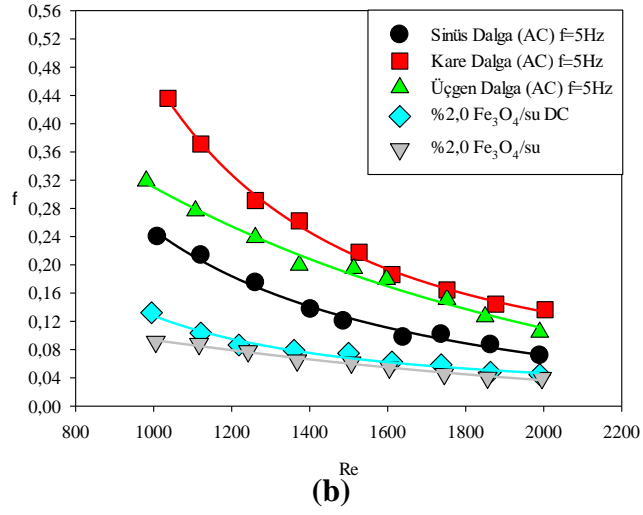 0,56
0,52
0,48
0,44
0,40
0,36
0,32
0,28
0,24
0,20
0,16
0,12
0,08
0,04
0,00
f
Sinüs Dalga (AC) f=5Hz
Kare Dalga (AC) f=5Hz
Üçgen Dalga (AC) f=5Hz
%2,0 Fe₃O₄/su DC
%2,0 Fe₃O₄/su
800 1000 1200 1400 1600 1800 2000 2200
Re
(b)